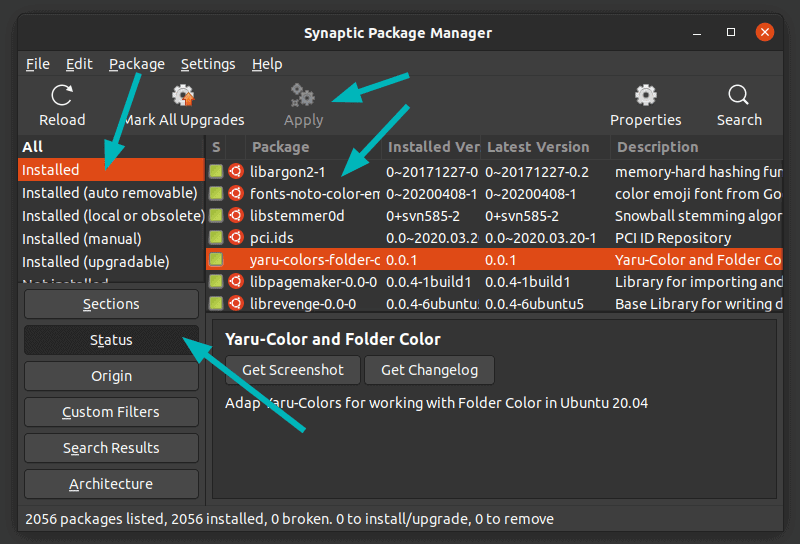 Synaptic Package Manager
File Edit Package Settings Help
Reload Mark All Upgrades Apply Properties Search
All
Installed
Installed (auto removable)
Installed (local or obsolete)
Installed (manual)
Installed (upgradable)
S Package Installed Ver Latest Version Description
libargon2-1 0~20171227-0 0~20171227-0.2 memory-hard hashing fun
fonts-noto-color-em 0~20200408-1 0~20200408-1 color emoji font from Go
libstemmer0d 0+svn585-2 0+svn585-2 Snowball stemming algor
pci.ids 0.0~2020.03.2 0.0~2020.03.20-1 PCI ID Repository
yaru-colors-folder-c 0.0.1 0.0.1 Yaru-Color and Folder Co
libpagemaker-0.0-0 0.0.4-1build1 0.0.4-1build1 Library for importing and
librevenge-0.0-0 0.0.4-6ubuntu5 0.0.4-6ubuntu5 Base Library for writing d
Sections
Status
Origin
Custom Filters
Search Results
Architecture
Yaru-Color and Folder Color
Get Screenshot Get Changelog
Adap Yaru-Colors for working with Folder Color in Ubuntu 20.04
2056 packages listed, 2056 installed, 0 broken. 0 to install/upgrade, 0 to remove